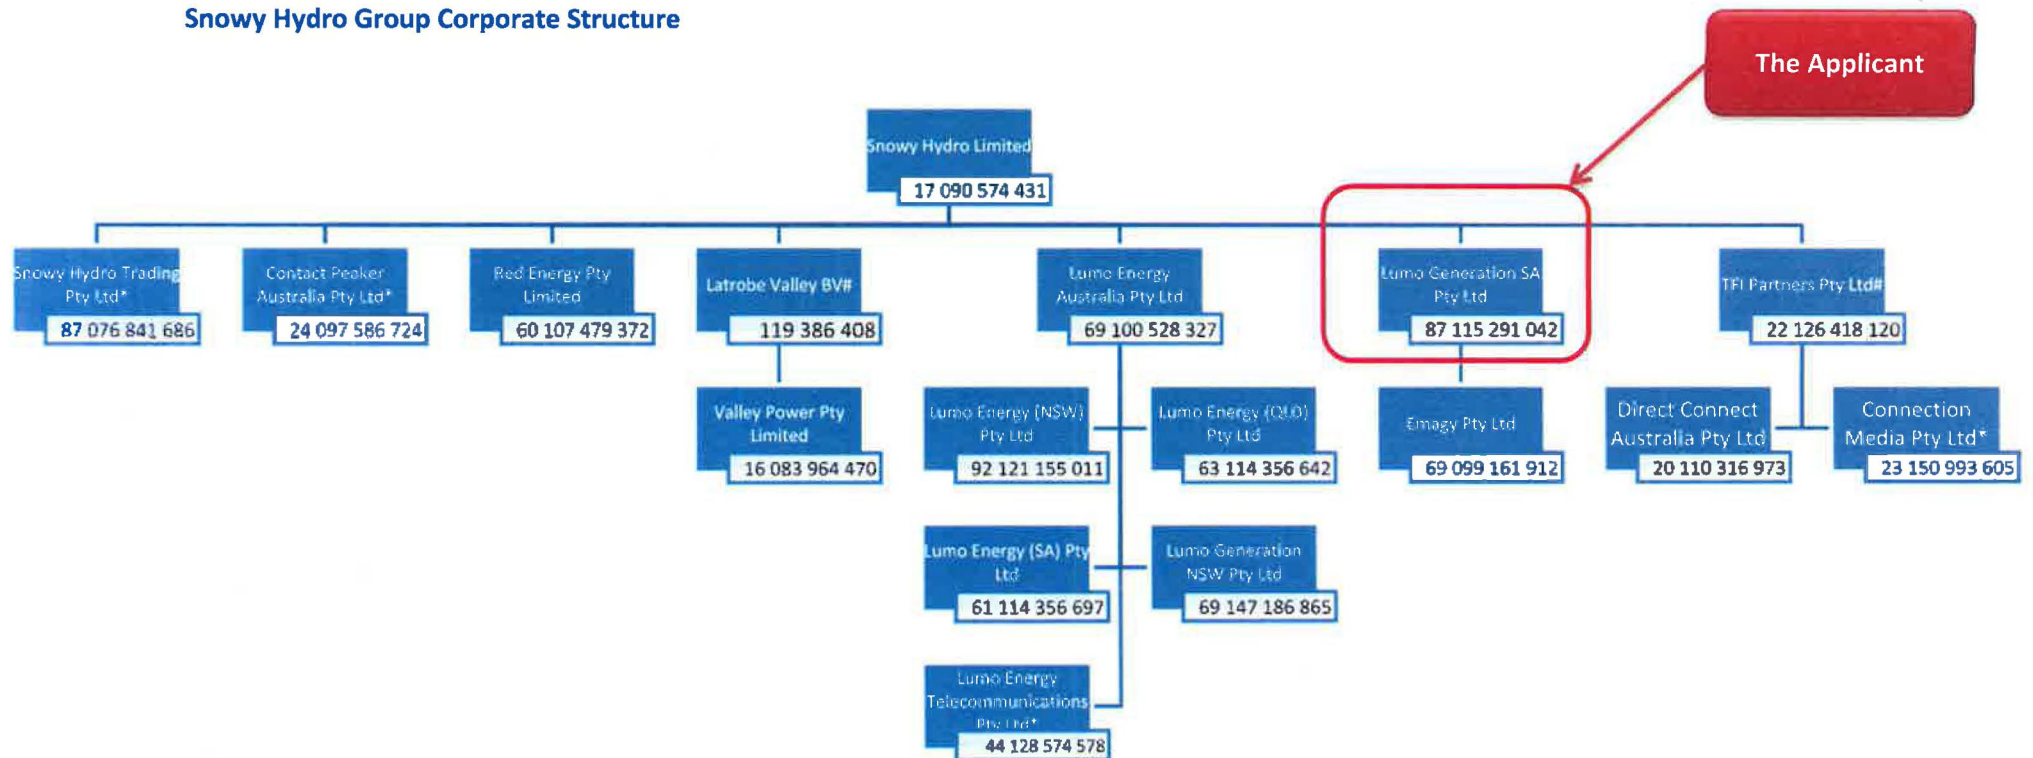 Snowy Hydro Group Corporate Structure
The Applicant
Snowy Hydro Limited
17 090 574 431
Snowy Hydro Trading
Pty Ltd*
87 076 841 686
Contact Peaker
Australia Pty Ltd*
24 097 586 724
Red Energy Pty
Limited
60 107 479 372
Latrobe Valley BV#
119 386 408
Lumo Energy
Australia Pty Ltd
69 100 528 327
Lumo Generation SA
Pty Ltd
87 115 291 042
TFI Partners Pty Ltd#
22 126 418 120
Valley Power Pty
Limited
16 083 964 470
Lumo Energy (NSW)
Pty Ltd
92 121 155 011
Lumo Energy (QLD)
Pty Ltd
63 114 356 642
Emagy Pty Ltd
69 099 161 912
Direct Connect
Australia Pty Ltd
20 110 316 973
Connection
Media Pty Ltd*
23 150 993 605
Lumo Energy (SA) Pty
Ltd
61 114 356 697
Lumo Generation
NSW Pty Ltd
69 147 186 865
Lumo Energy
Telecommunications
Pty Ltd*
44 128 574 578